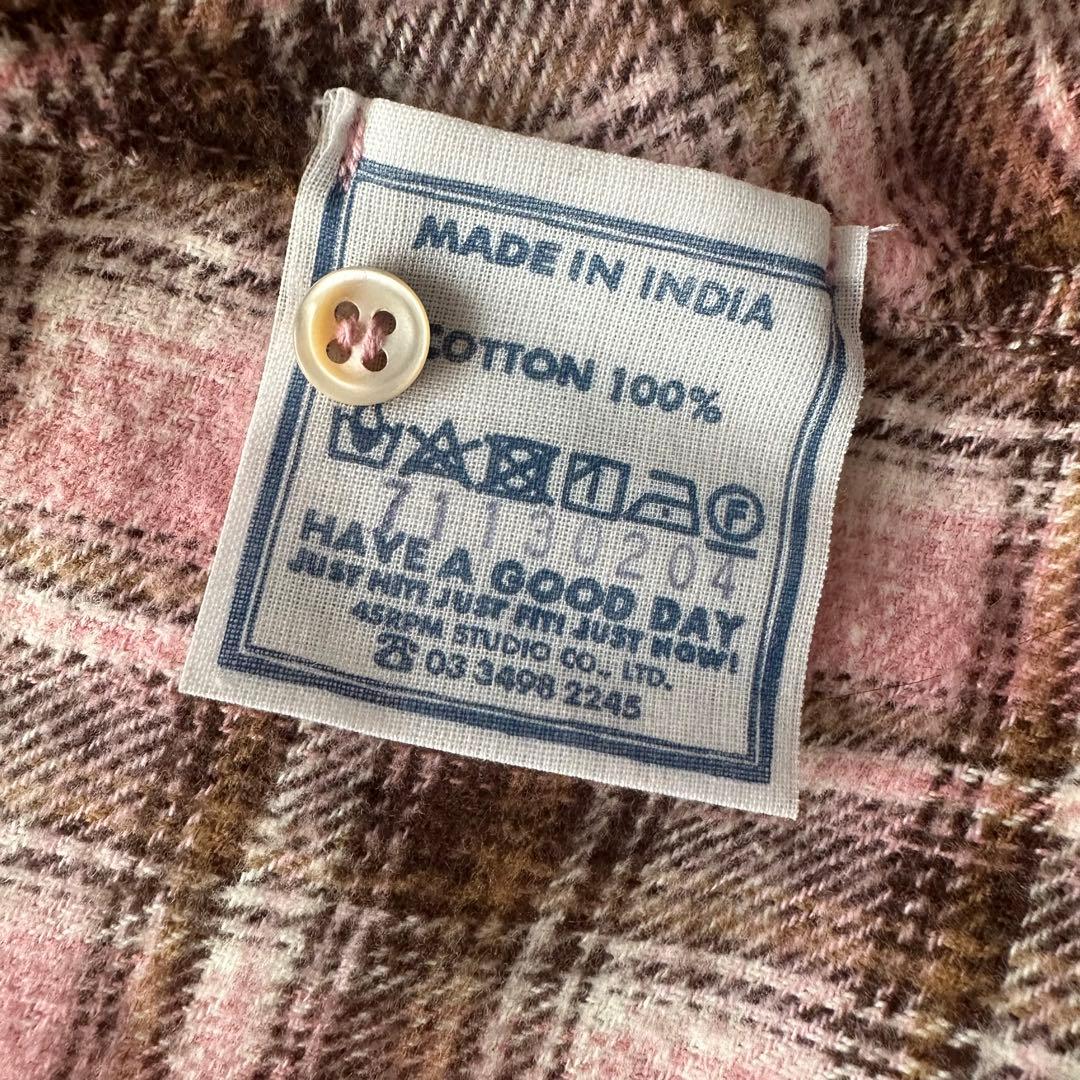 MADE IN INDIA
COTTON 100%
F
71130204
HAVE A GOOD DAY
JUST HIT! JUST FIT! JUST NOW!
45RPM STUDIO CO., LTD.
☎ 03 3498 2245